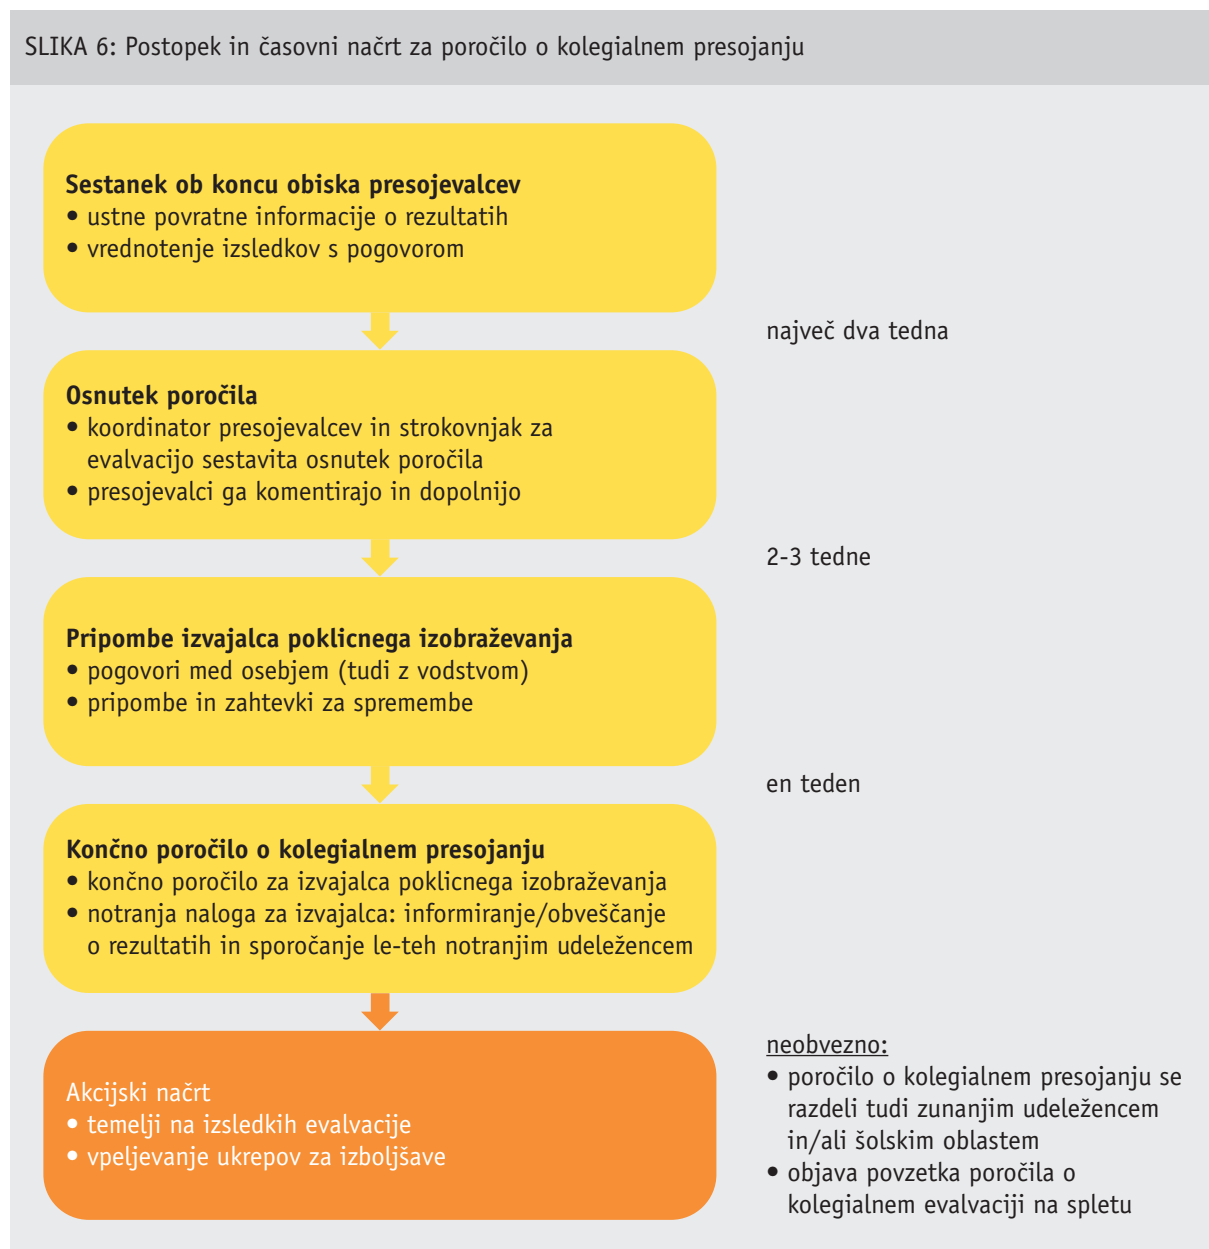 SLIKA 6: Postopek in časovni načrt za poročilo o kolegialnem presojanju
Sestanek ob koncu obiska presojevalcev
• ustne povratne informacije o rezultatih
• vrednotenje izsledkov s pogovorom
največ dva tedna
Osnutek poročila
• koordinator presojevalcev in strokovnjak za
evalvacijo sestavita osnutek poročila
• presojevalci ga komentirajo in dopolnijo
2-3 tedne
Pripombe izvajalca poklicnega izobraževanja
• pogovori med osebjem (tudi z vodstvom)
• pripombe in zahtevki za spremembe
en teden
Končno poročilo o kolegialnem presojanju
• končno poročilo za izvajalca poklicnega izobraževanja
• notranja naloga za izvajalca: informiranje/obveščanje
o rezultatih in sporočanje le-teh notranjim udeležencem
Akcijski načrt
• temelji na izsledkih evalvacije
• vpeljevanje ukrepov za izboljšave
neobvezno:
• poročilo o kolegialnem presojanju se
razdeli tudi zunanjim udeležencem
in/ali šolskim oblastem
• objava povzetka poročila o
kolegialnem evalvaciji na spletu